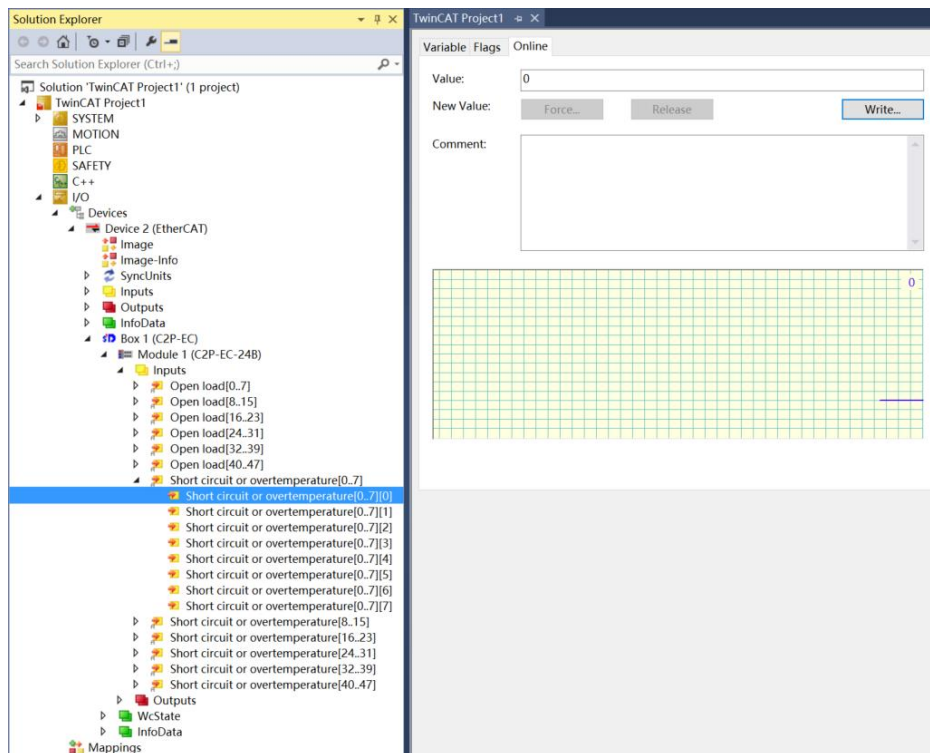 Solution Explorer
Search Solution Explorer (Ctrl+;)
Solution 'TwinCAT Project1' (1 project)
TwinCAT Project1
SYSTEM
MOTION
PLC
SAFETY
C++
I/O
Devices
Device 2 (EtherCAT)
Image
Image-Info
SyncUnits
Inputs
Outputs
InfoData
Box 1 (C2P-EC)
Module 1 (C2P-EC-24B)
Inputs
Open load[0..7]
Open load[8..15]
Open load[16..23]
Open load[24..31]
Open load[32..39]
Open load[40..47]
Short circuit or overtemperature[0..7]
Short circuit or overtemperature[0..7][0]
Short circuit or overtemperature[0..7][1]
Short circuit or overtemperature[0..7][2]
Short circuit or overtemperature[0..7][3]
Short circuit or overtemperature[0..7][4]
Short circuit or overtemperature[0..7][5]
Short circuit or overtemperature[0..7][6]
Short circuit or overtemperature[0..7][7]
Short circuit or overtemperature[8..15]
Short circuit or overtemperature[16..23]
Short circuit or overtemperature[24..31]
Short circuit or overtemperature[32..39]
Short circuit or overtemperature[40..47]
Outputs
WcState
InfoData
Mappings
TwinCAT Project1
Variable Flags Online
Value: 0
New Value: Force... Release Write...
Comment:
0